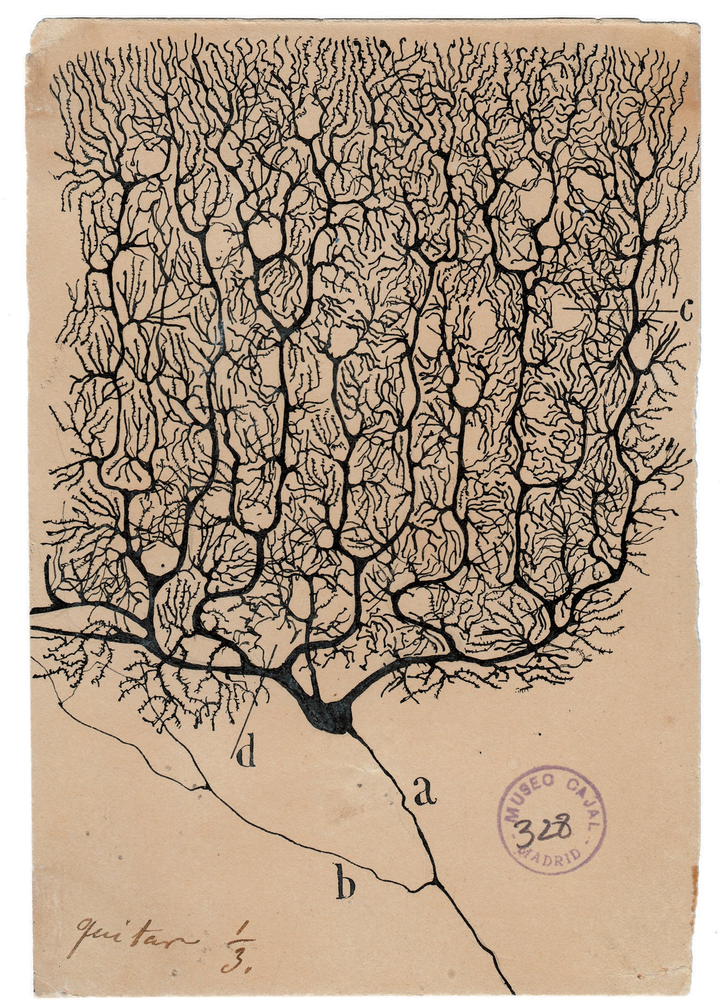 c
d
a
MUSEO CAJAL
328
MADRID
b
quitar 1/3.